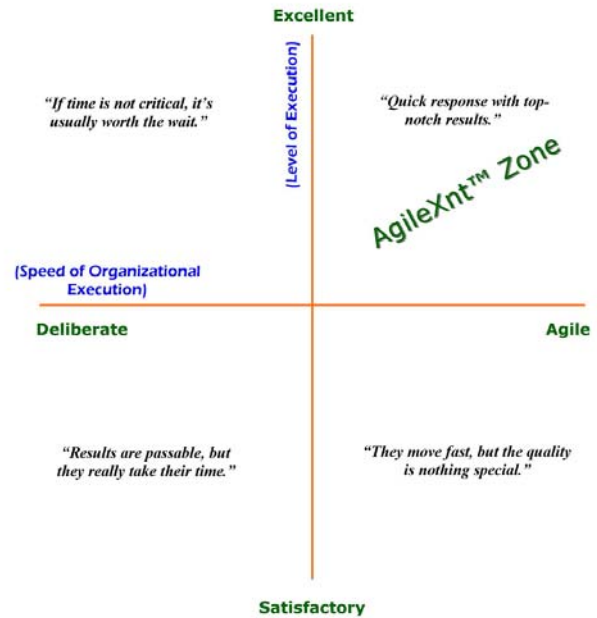 Excellent
(Level of Execution)
“If time is not critical, it’s
usually worth the wait.”
“Quick response with top-
notch results.”
AgileXnt™ Zone
(Speed of Organizational
Execution)
Deliberate
Agile
“Results are passable, but
they really take their time.”
“They move fast, but the quality
is nothing special.”
Satisfactory